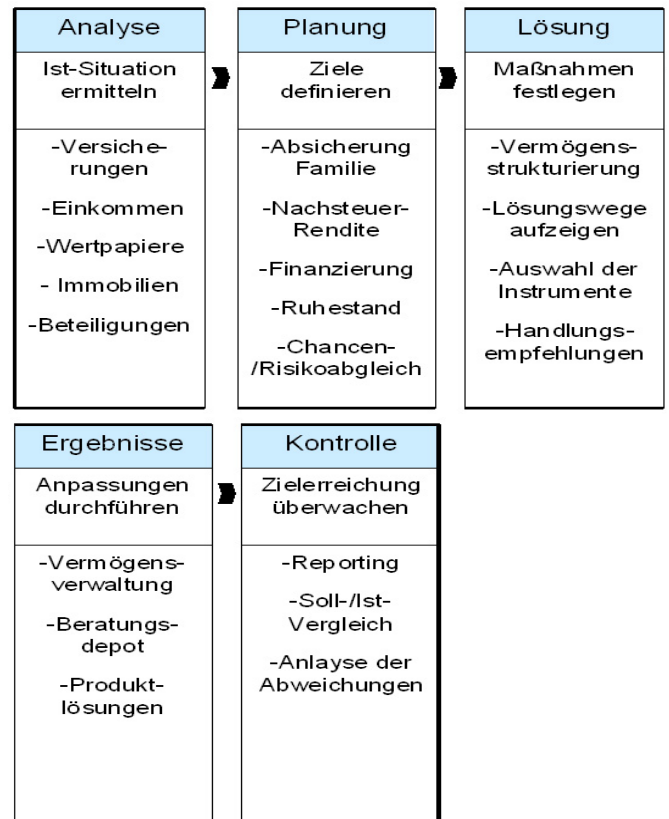 Analyse
Ist-Situation
ermitteln
-Versiche-
rungen
-Einkommen
-Wertpapiere
- Immobilien
-Beteiligungen
Planung
Ziele
definieren
-Absicherung
Familie
-Nachsteuer-
Rendite
-Finanzierung
-Ruhestand
-Chancen-
/Risikoabgleich
Lösung
Maßnahmen
festlegen
-Vermögens-
strukturierung
-Lösungswege
aufzeigen
-Auswahl der
Instrumente
-Handlungs-
empfehlungen
Ergebnisse
Anpassungen
durchführen
-Vermögens-
verwaltung
-Beratungs-
depot
-Produkt-
lösungen
Kontrolle
Zielerreichung
überwachen
-Reporting
-Soll-/Ist-
Vergleich
-Anlayse der
Abweichungen